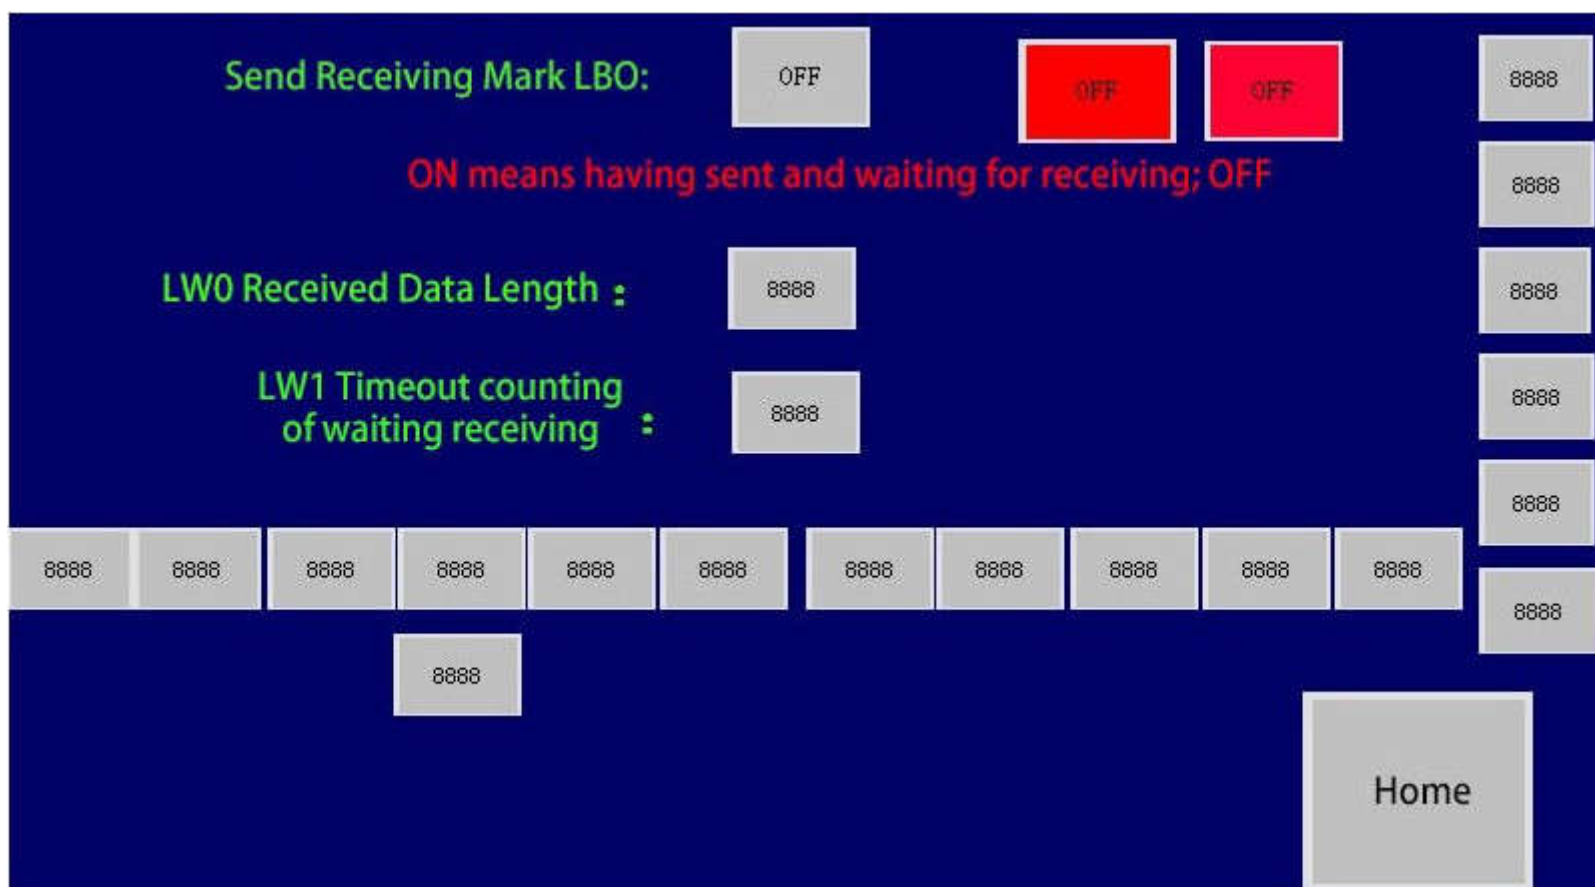 Send Receiving Mark LBO: OFF OFF OFF 8888
ON means having sent and waiting for receiving; OFF 8888
LW0 Received Data Length : 8888 8888
LW1 Timeout counting
of waiting receiving : 8888 8888
8888
8888 8888 8888 8888 8888 8888 8888 8888 8888 8888 8888
8888
8888
Home